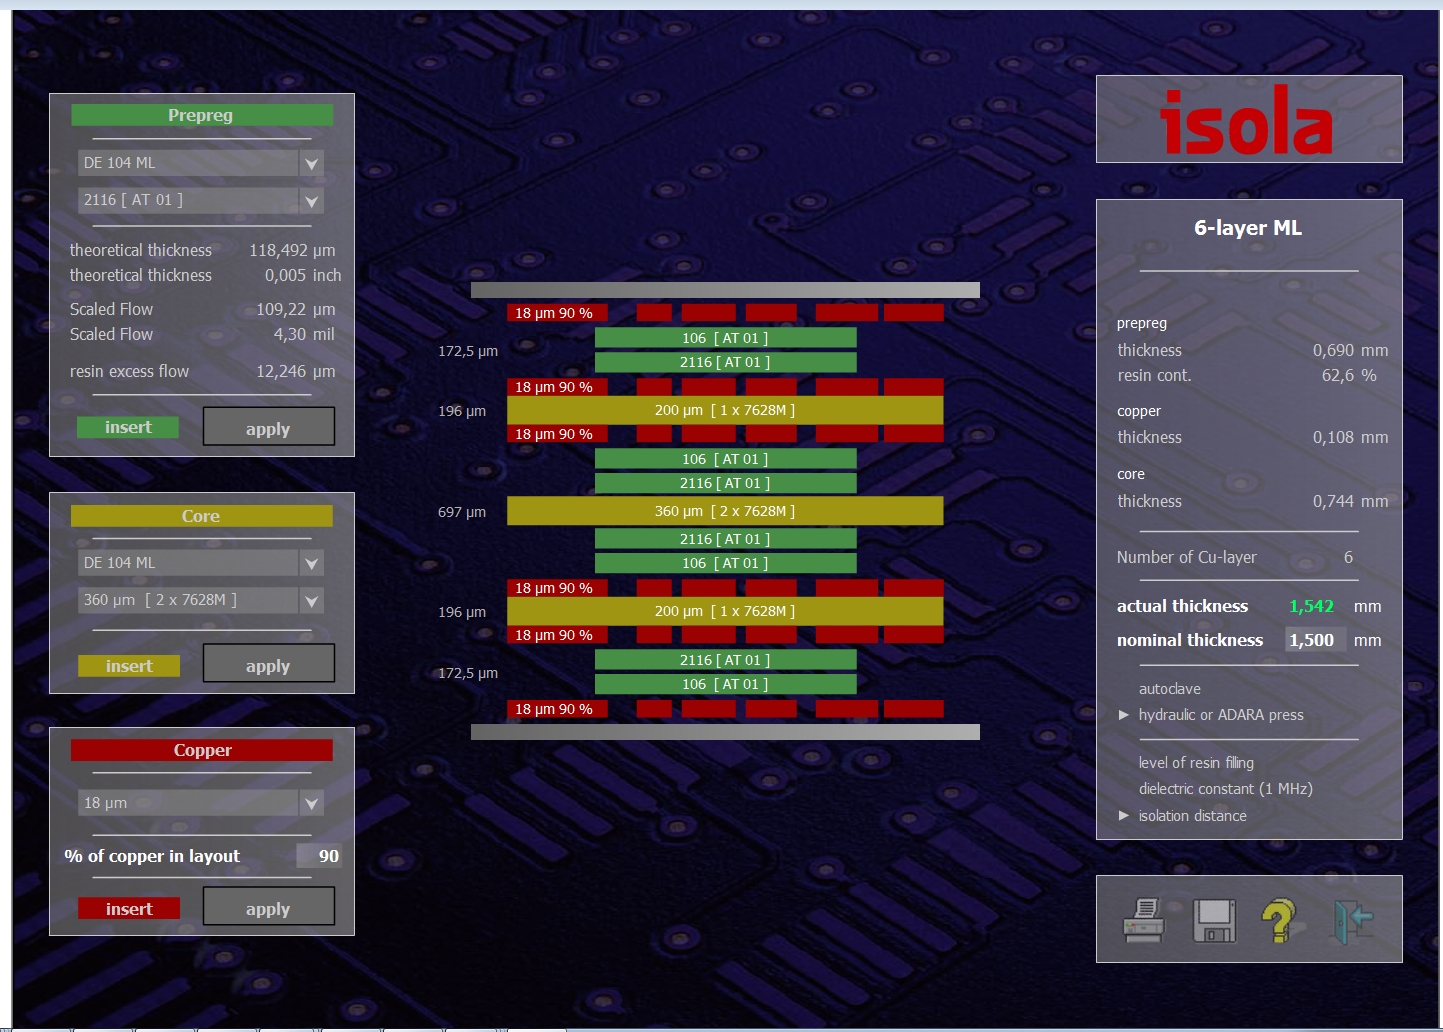 Prepreg
DE 104 ML
2116 [ AT 01 ]
theoretical thickness 118,492 µm
theoretical thickness 0,005 inch
Scaled Flow 109,22 µm
Scaled Flow 4,30 mil
resin excess flow 12,246 µm
insert apply
Core
DE 104 ML
360 µm [ 2 x 7628M ]
insert apply
Copper
18 µm
% of copper in layout 90
insert apply
18 µm 90 %
106 [ AT 01 ]
172,5 µm
2116 [ AT 01 ]
18 µm 90 %
196 µm 200 µm [ 1 x 7628M ]
18 µm 90 %
106 [ AT 01 ]
2116 [ AT 01 ]
697 µm 360 µm [ 2 x 7628M ]
2116 [ AT 01 ]
106 [ AT 01 ]
18 µm 90 %
196 µm 200 µm [ 1 x 7628M ]
18 µm 90 %
2116 [ AT 01 ]
172,5 µm
106 [ AT 01 ]
18 µm 90 %
isola
6-layer ML
prepreg
thickness 0,690 mm
resin cont. 62,6 %
copper
thickness 0,108 mm
core
thickness 0,744 mm
Number of Cu-layer 6
actual thickness 1,542 mm
nominal thickness 1,500 mm
autoclave
hydraulic or ADARA press
level of resin filling
dielectric constant (1 MHz)
isolation distance